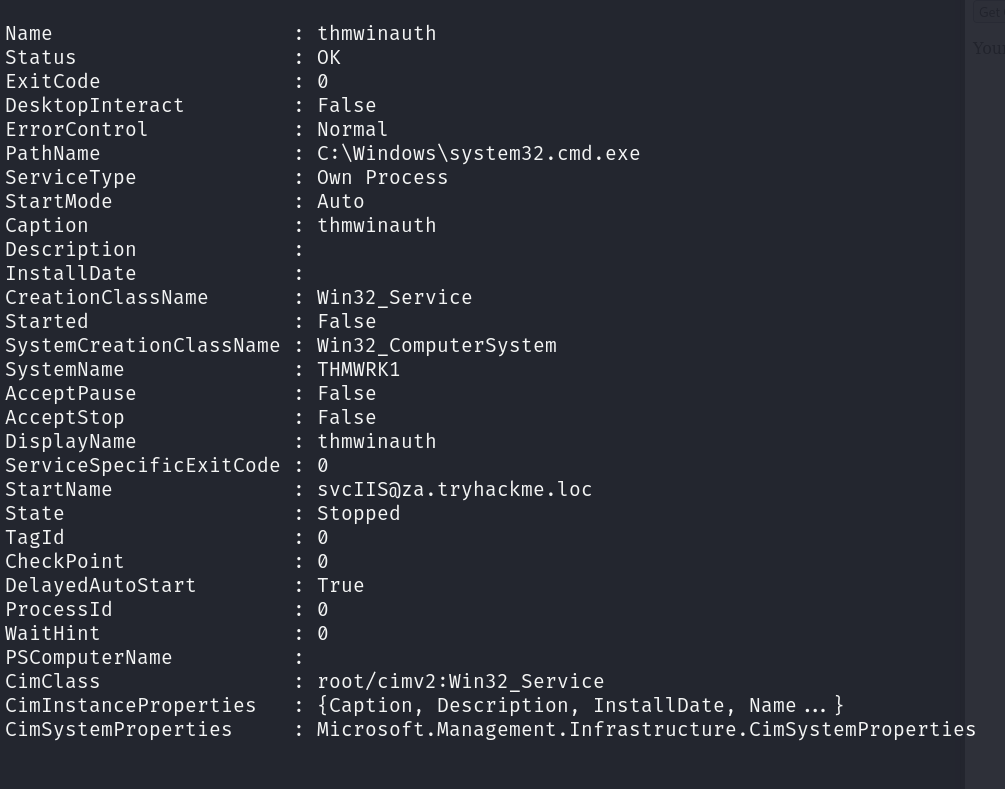 Get
You
Name                    : thmwinauth
Status                  : OK
ExitCode                : 0
DesktopInteract         : False
ErrorControl            : Normal
PathName                : C:\Windows\system32.cmd.exe
ServiceType             : Own Process
StartMode               : Auto
Caption                 : thmwinauth
Description             :
InstallDate             :
CreationClassName       : Win32_Service
Started                 : False
SystemCreationClassName : Win32_ComputerSystem
SystemName              : THMWRK1
AcceptPause             : False
AcceptStop              : False
DisplayName             : thmwinauth
ServiceSpecificExitCode : 0
StartName               : svcIIS@za.tryhackme.loc
State                   : Stopped
TagId                   : 0
CheckPoint              : 0
DelayedAutoStart        : True
ProcessId               : 0
WaitHint                : 0
PSComputerName          :
CimClass                : root/cimv2:Win32_Service
CimInstanceProperties   : {Caption, Description, InstallDate, Name...}
CimSystemProperties     : Microsoft.Management.Infrastructure.CimSystemProperties